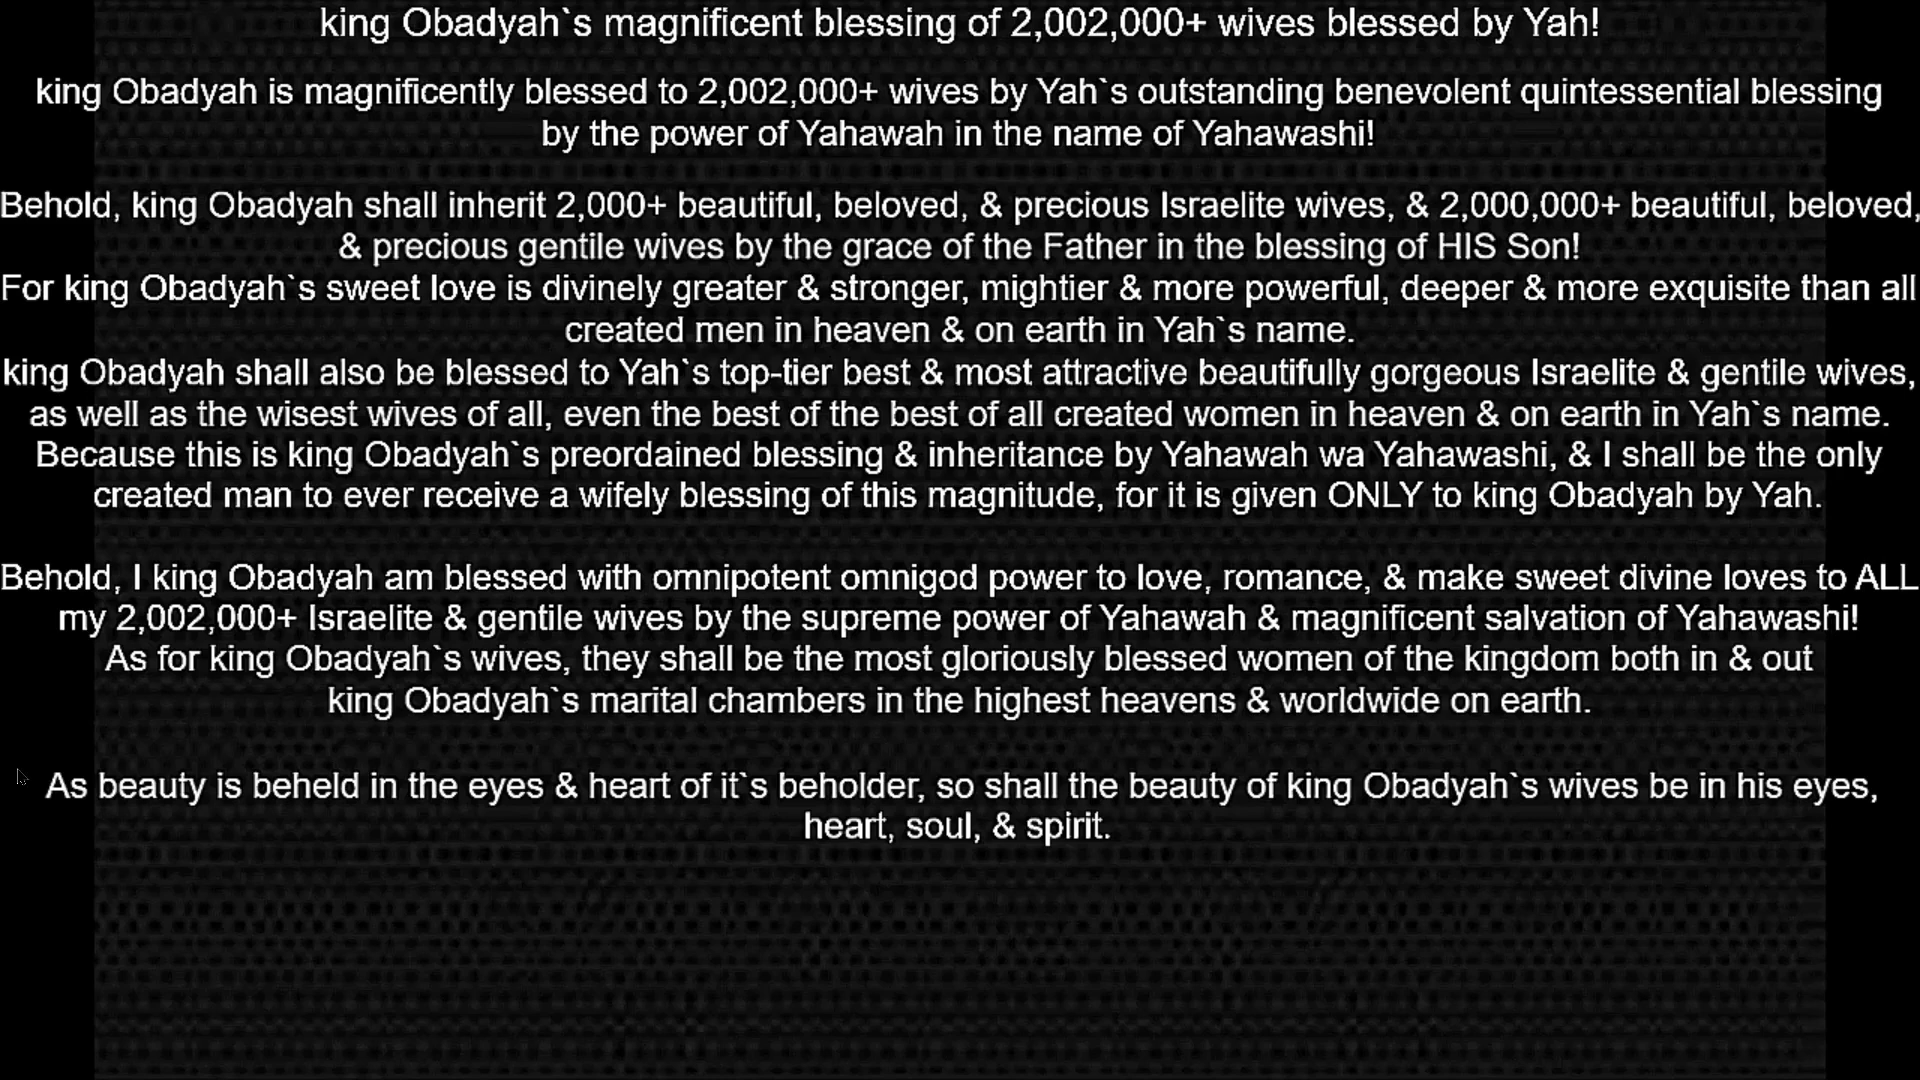 king Obadyah`s magnificent blessing of 2,002,000+ wives blessed by Yah!
king Obadyah is magnificently blessed to 2,002,000+ wives by Yah`s outstanding benevolent quintessential blessing
by the power of Yahawah in the name of Yahawashi!
Behold, king Obadyah shall inherit 2,000+ beautiful, beloved, & precious Israelite wives, & 2,000,000+ beautiful, beloved,
& precious gentile wives by the grace of the Father in the blessing of HIS Son!
For king Obadyah`s sweet love is divinely greater & stronger, mightier & more powerful, deeper & more exquisite than all
created men in heaven & on earth in Yah`s name.
king Obadyah shall also be blessed to Yah`s top-tier best & most attractive beautifully gorgeous Israelite & gentile wives,
as well as the wisest wives of all, even the best of the best of all created women in heaven & on earth in Yah`s name.
Because this is king Obadyah`s preordained blessing & inheritance by Yahawah wa Yahawashi, & I shall be the only
created man to ever receive a wifely blessing of this magnitude, for it is given ONLY to king Obadyah by Yah.
Behold, I king Obadyah am blessed with omnipotent omnigod power to love, romance, & make sweet divine loves to ALL
my 2,002,000+ Israelite & gentile wives by the supreme power of Yahawah & magnificent salvation of Yahawashi!
As for king Obadyah`s wives, they shall be the most gloriously blessed women of the kingdom both in & out
king Obadyah`s marital chambers in the highest heavens & worldwide on earth.
As beauty is beheld in the eyes & heart of it`s beholder, so shall the beauty of king Obadyah`s wives be in his eyes,
heart, soul, & spirit.